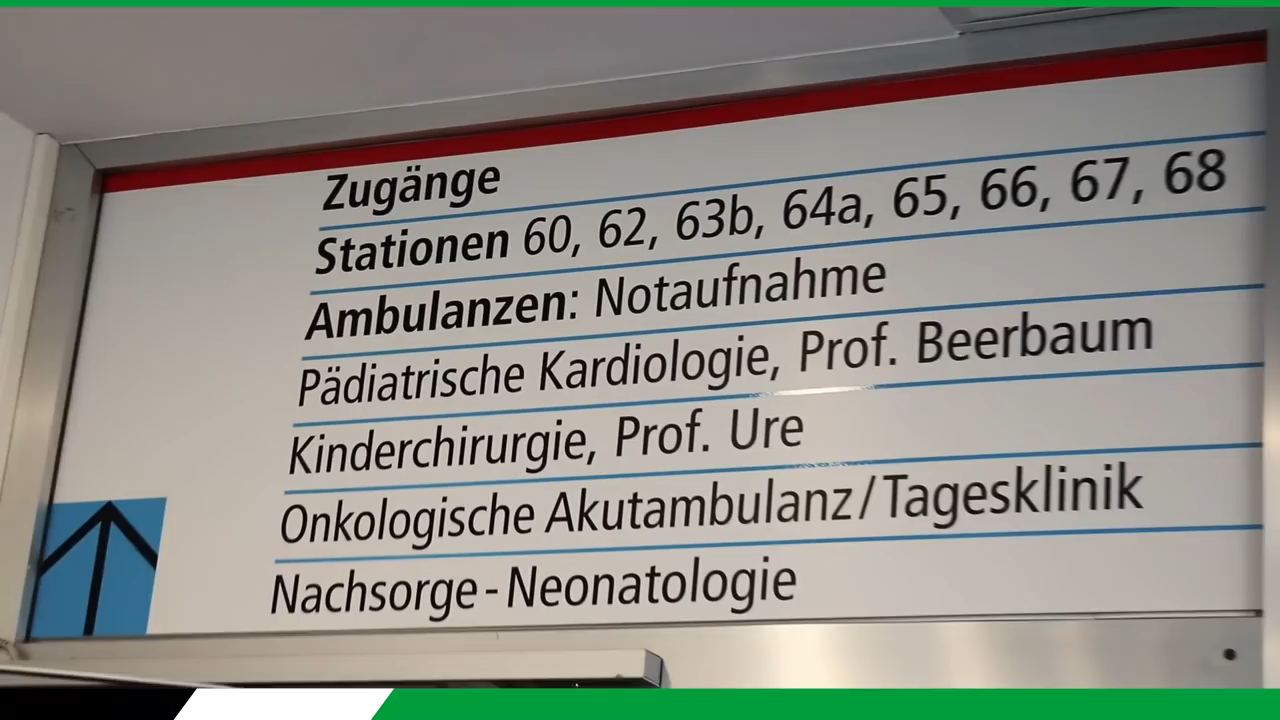 Zugänge
Stationen 60, 62, 63b, 64a, 65, 66, 67, 68
Ambulanzen: Notaufnahme
Pädiatrische Kardiologie, Prof. Beerbaum
Kinderchirurgie, Prof. Ure
Onkologische Akutambulanz/Tagesklinik
Nachsorge-Neonatologie